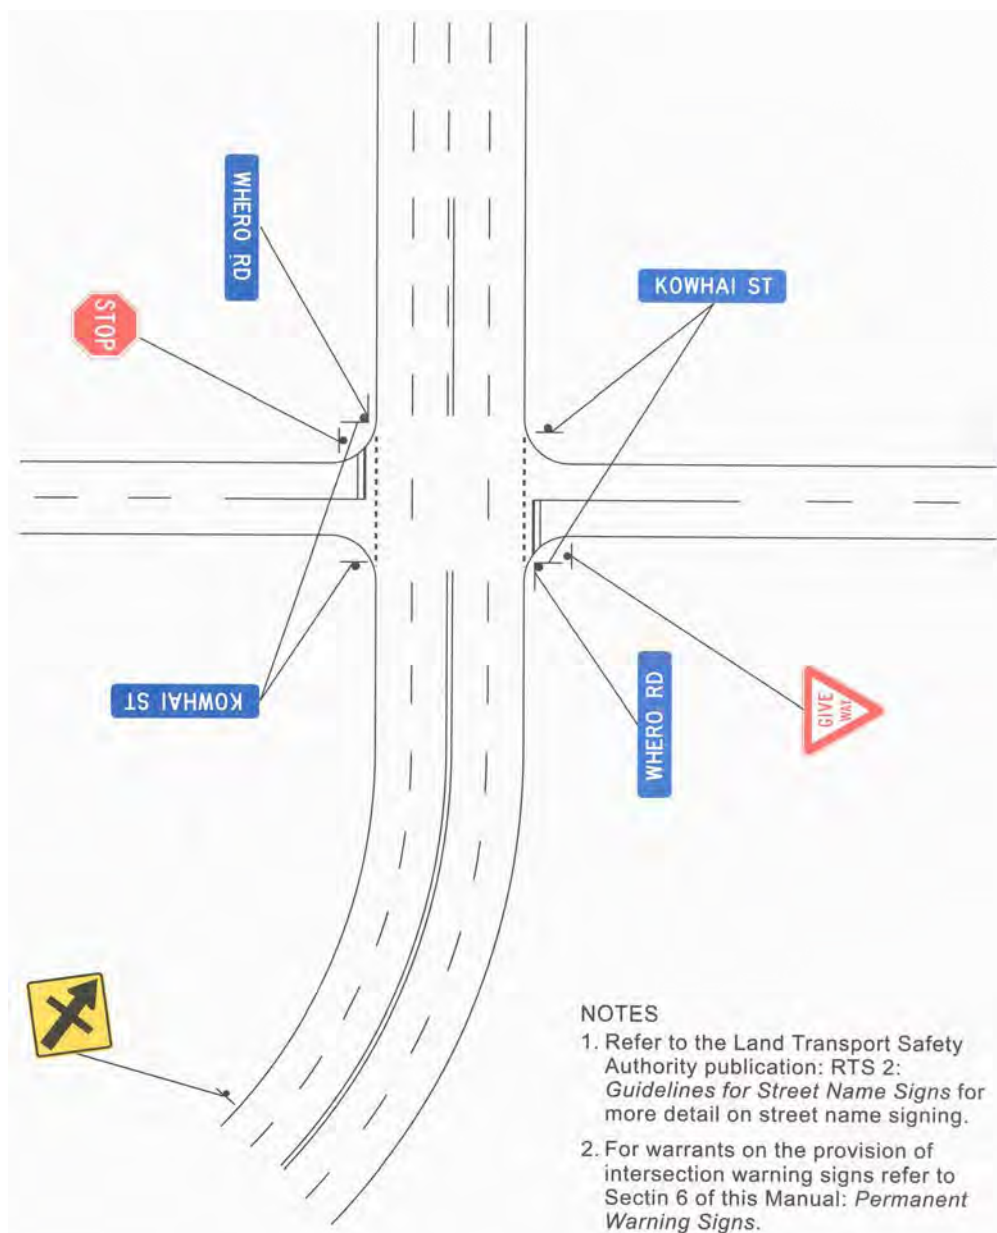 WHERO RD
STOP
KOWHAI ST
KOWHAI ST
WHERO RD
GIVE
WAY
NOTES
1. Refer to the Land Transport Safety
Authority publication: RTS 2:
Guidelines for Street Name Signs for
more detail on street name signing.
2. For warrants on the provision of
intersection warning signs refer to
Sectin 6 of this Manual: Permanent
Warning Signs.